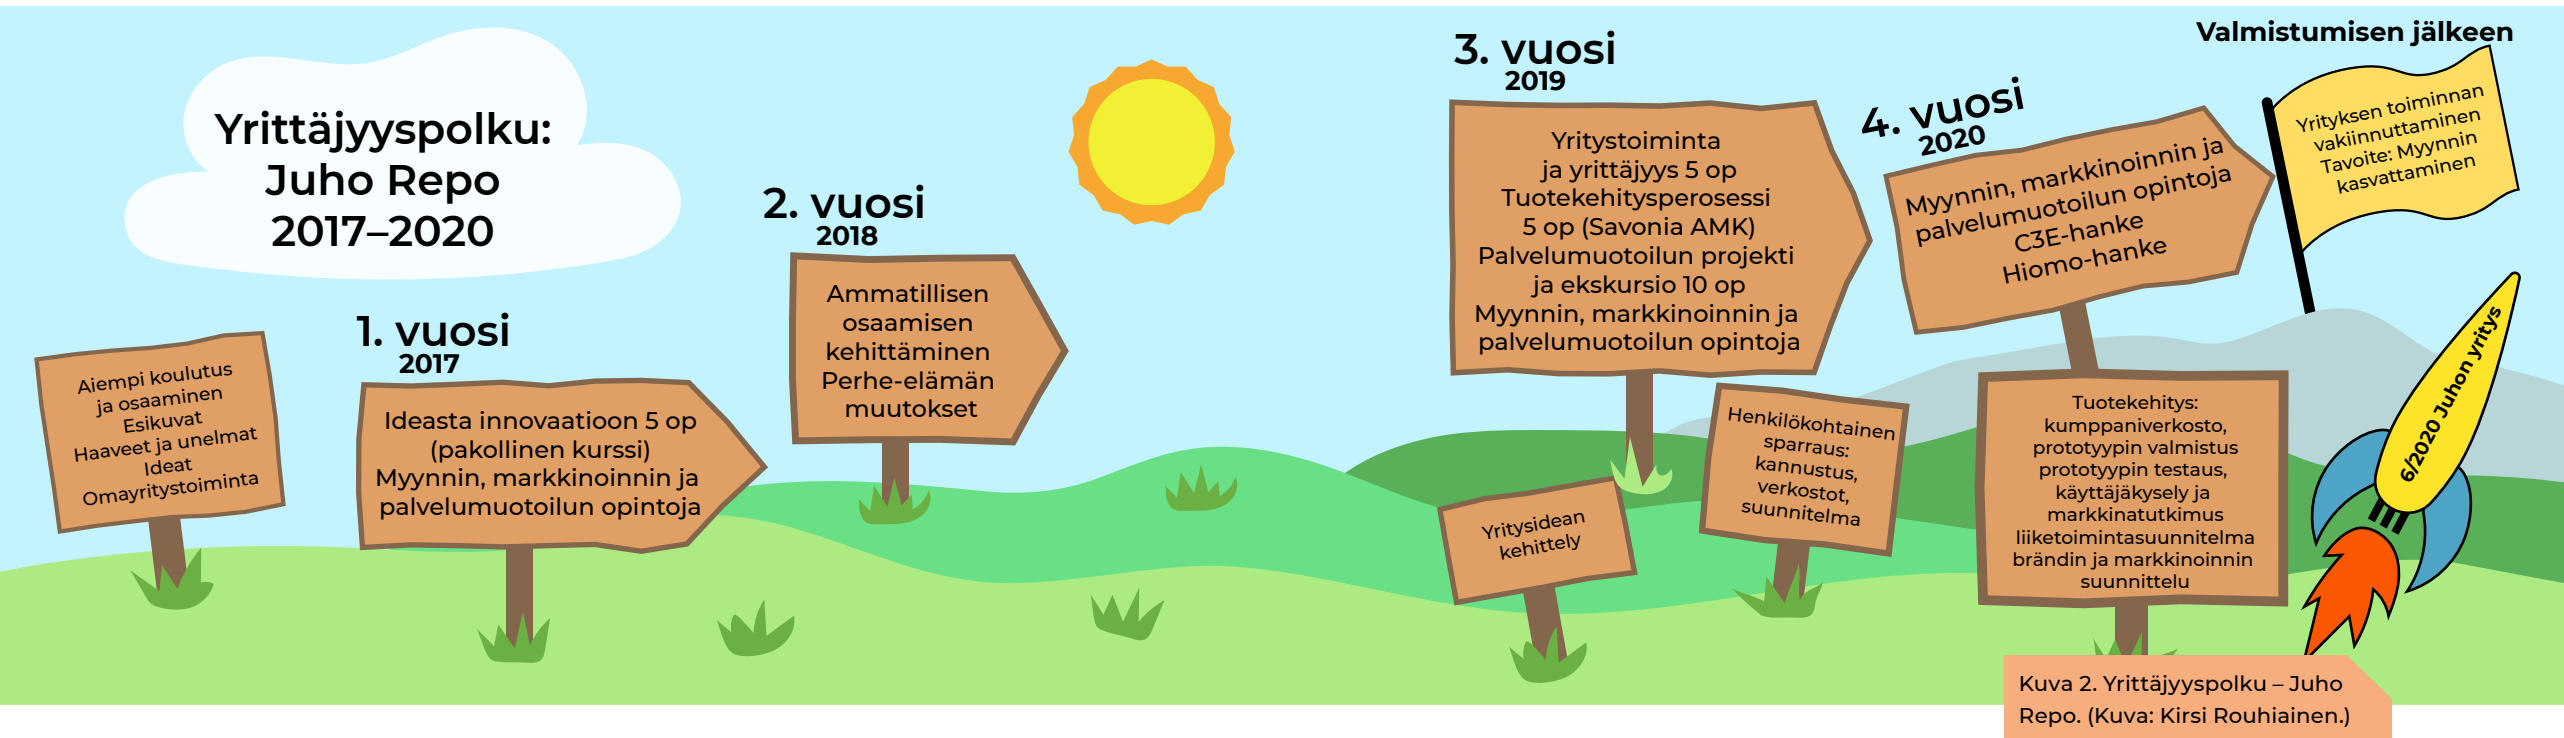 Yrittäjyyspolku:
Juho Repo
2017–2020
Aiempi koulutus
ja osaaminen
Esikuvat
Haaveet ja unelmat
Ideat
Omayritystoiminta
1. vuosi
2017
Ideasta innovaatioon 5 op
(pakollinen kurssi)
Myynnin, markkinoinnin ja
palvelumuotoilun opintoja
2. vuosi
2018
Ammatillisen
osaamisen
kehittäminen
Perhe-elämän
muutokset
3. vuosi
2019
Yritystoiminta
ja yrittäjyys 5 op
Tuotekehitysperosessi
5 op (Savonia AMK)
Palvelumuotoilun projekti
ja ekskursio 10 op
Myynnin, markkinoinnin ja
palvelumuotoilun opintoja
Yritysidean
kehittely
Henkilökohtainen
sparraus:
kannustus,
verkostot,
suunnitelma
4. vuosi
2020
Myynnin, markkinoinnin ja
palvelumuotoilun opintoja
C3E-hanke
Hiomo-hanke
Tuotekehitys:
kumppaniverkosto,
prototyypin valmistus
prototyypin testaus,
käyttäjäkysely ja
markkinatutkimus
liiketoimintasuunnitelma
brändin ja markkinoinnin
suunnittelu
Valmistumisen jälkeen
Yrityksen toiminnan
vakiinnuttaminen
Tavoite: Myynnin
kasvattaminen
6/2020 Juhon yritys
Kuva 2. Yrittäjyyspolku – Juho
Repo. (Kuva: Kirsi Rouhiainen.)